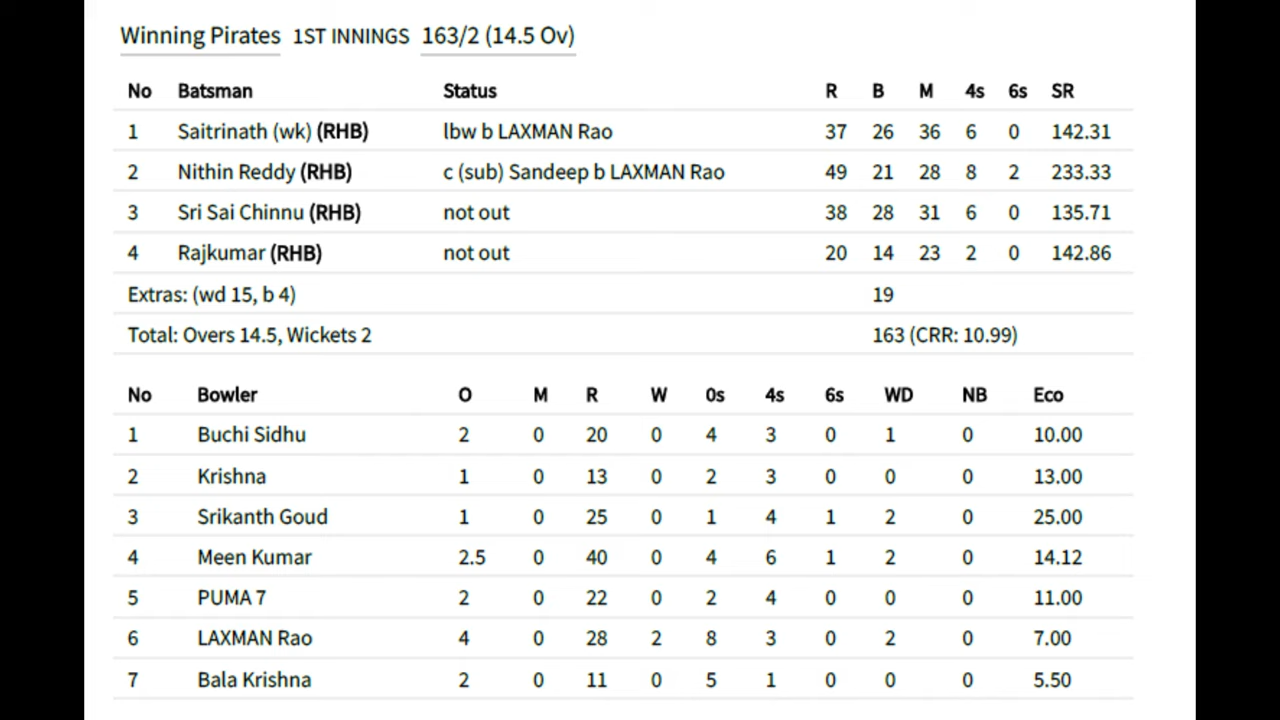 Winning Pirates 1ST INNINGS 163/2 (14.5 Ov)
No Batsman Status R B M 4s 6s SR
1 Saitrinath (wk) (RHB) lbw b LAXMAN Rao 37 26 36 6 0 142.31
2 Nithin Reddy (RHB) c (sub) Sandeep b LAXMAN Rao 49 21 28 8 2 233.33
3 Sri Sai Chinnu (RHB) not out 38 28 31 6 0 135.71
4 Rajkumar (RHB) not out 20 14 23 2 0 142.86
Extras: (wd 15, b 4) 19
Total: Overs 14.5, Wickets 2 163 (CRR: 10.99)
No Bowler O M R W 0s 4s 6s WD NB Eco
1 Buchi Sidhu 2 0 20 0 4 3 0 1 0 10.00
2 Krishna 1 0 13 0 2 3 0 0 0 13.00
3 Srikanth Goud 1 0 25 0 1 4 1 2 0 25.00
4 Meen Kumar 2.5 0 40 0 4 6 1 2 0 14.12
5 PUMA 7 2 0 22 0 2 4 0 0 0 11.00
6 LAXMAN Rao 4 0 28 2 8 3 0 2 0 7.00
7 Bala Krishna 2 0 11 0 5 1 0 0 0 5.50